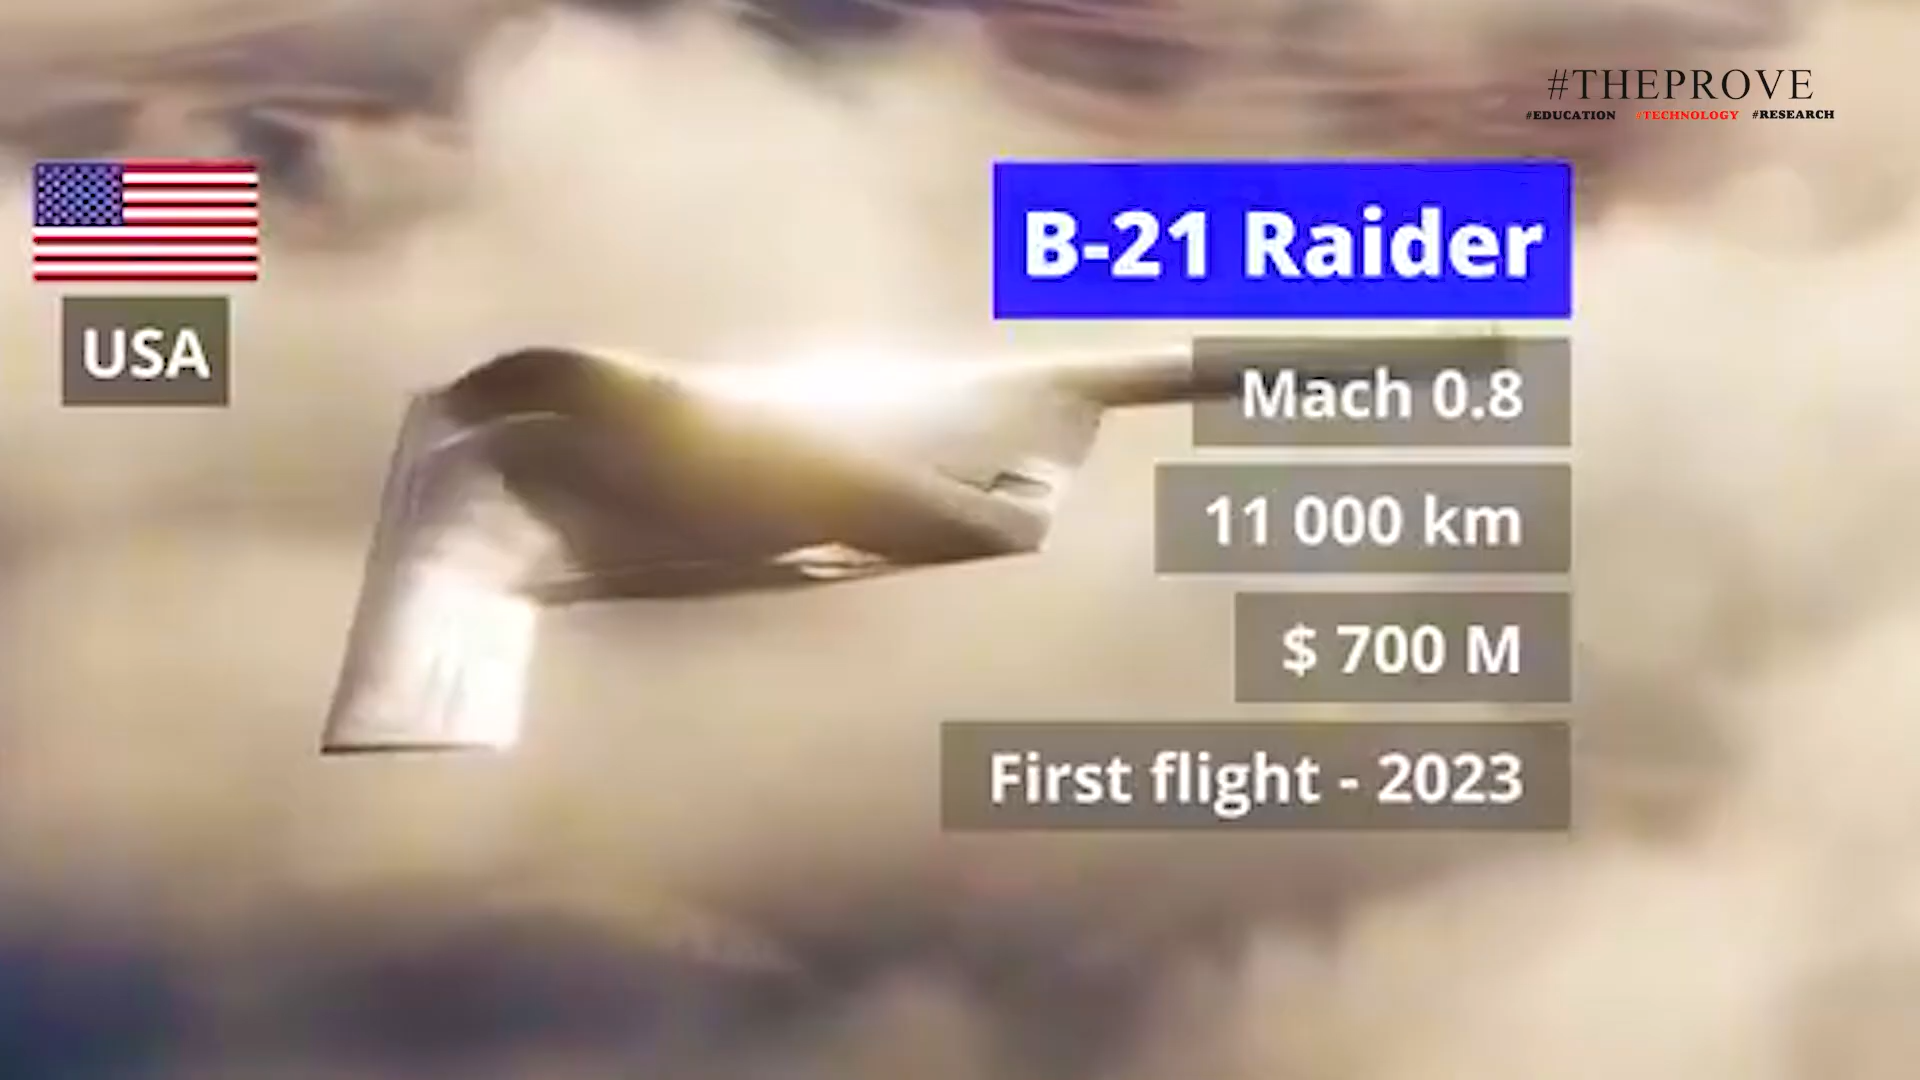 #THEPROVE
#EDUCATION #TECHNOLOGY #RESEARCH
USA
B-21 Raider
Mach 0.8
11 000 km
$ 700 M
First flight - 2023